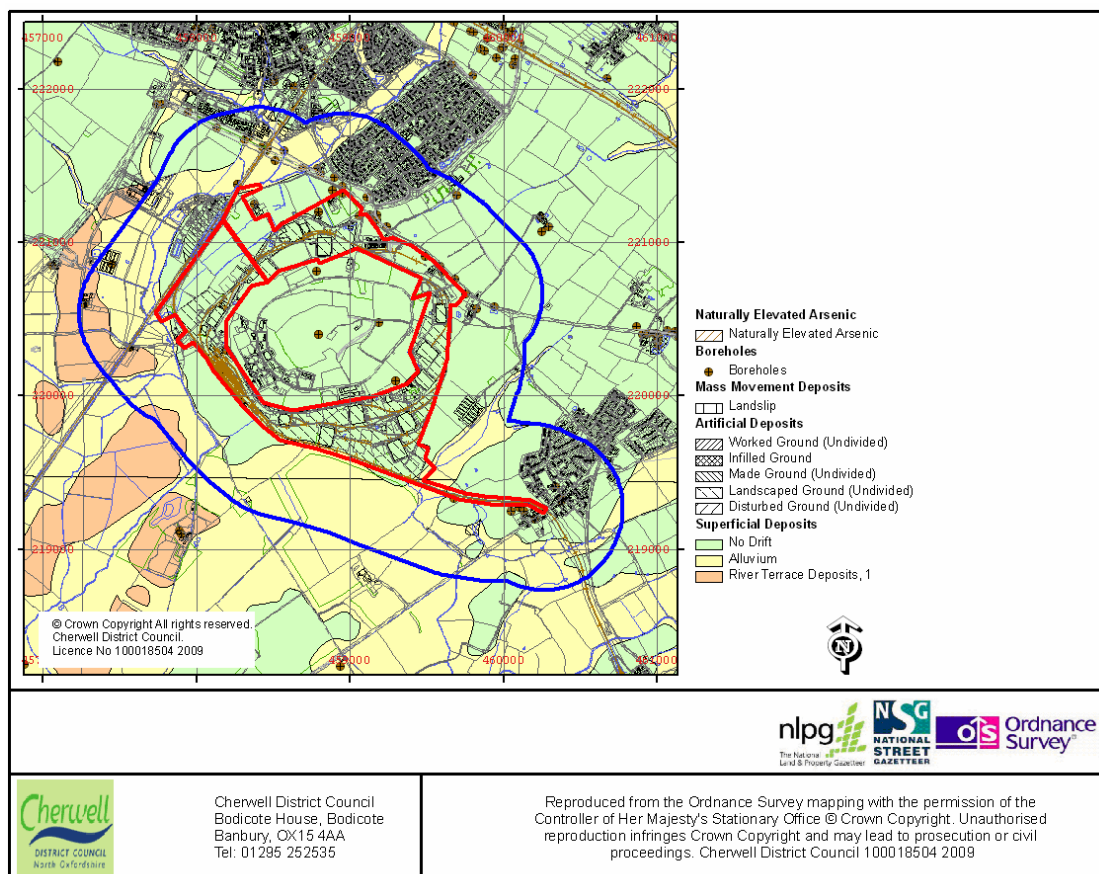 457000
459000
461000
222000
222000
221000
221000
220000
220000
219000
219000
460000
© Crown Copyright All rights reserved.
Cherwell District Council.
Licence No 100018504 2009
Naturally Elevated Arsenic
Naturally Elevated Arsenic
Boreholes
Boreholes
Mass Movement Deposits
Landslip
Artificial Deposits
Worked Ground (Undivided)
Infilled Ground
Made Ground (Undivided)
Landscaped Ground (Undivided)
Disturbed Ground (Undivided)
Superficial Deposits
No Drift
Alluvium
River Terrace Deposits, 1
N
nlpg
The National
Land & Property Gazetteer
NSG
NATIONAL
STREET
GAZETTEER
OS Ordnance
Survey
Cherwell
DISTRICT COUNCIL
North Oxfordshire
Cherwell District Council
Bodicote House, Bodicote
Banbury, OX15 4AA
Tel: 01295 252535
Reproduced from the Ordnance Survey mapping with the permission of the
Controller of Her Majesty's Stationary Office © Crown Copyright. Unauthorised
reproduction infringes Crown Copyright and may lead to prosecution or civil
proceedings. Cherwell District Council 100018504 2009